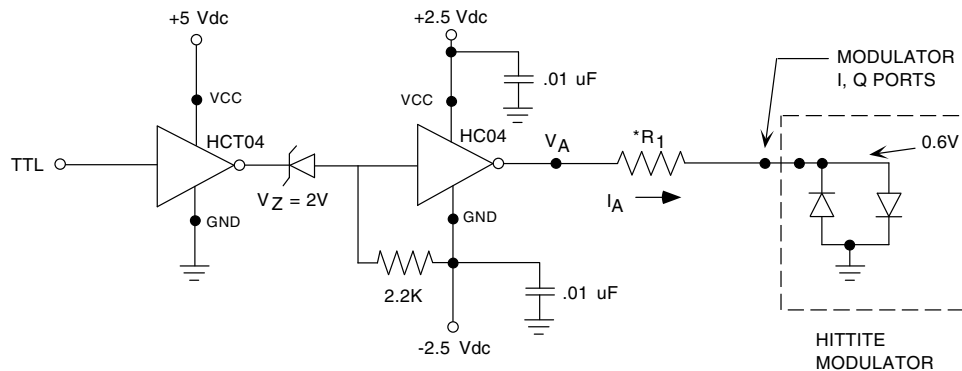 +5 Vdc
+2.5 Vdc
.01 uF
MODULATOR
I, Q PORTS
VCC
VCC
HCT04
HC04
TTL
VA
*R1
0.6V
VZ = 2V
IA
GND
GND
2.2K
.01 uF
-2.5 Vdc
HITTITE
MODULATOR